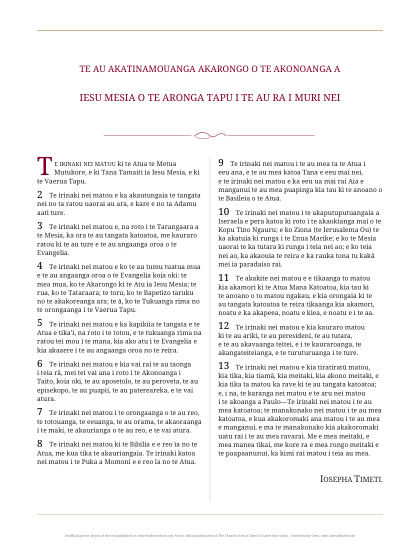 TE AU AKATINAMOUANGA AKARONGO O TE AKONOANGA A
IESU MESIA O TE ARONGA TAPU I TE AU RA I MURI NEI
TE IRINAKI NEI MATOU ki te Atua te Metua
Mutukore, e ki Tana Tamaiti ia Iesu Mesia, e ki
te Vaerua Tapu.
2 Te irinaki nei matou e ka akautungaia te tangata
nei no ta ratou uaorai au ara, e kare e no ta Adamu
aati ture.
3 Te irinaki nei matou e, na roto i te Tarangaara a
te Mesia, ka ora te au tangata katoatoa, me kauraro
ratou ki te au ture e te au angaanga oroa o te
Evangelia.
4 Te irinaki nei matou e ko te au tumu tuatua mua
e te au angaanga oroa o te Evangelia koia oki: te
mea mua, ko te Akarongo ki te Atu ia Iesu Mesia; te
rua, ko te Tataraara; te toru, ko te Bapetizo taruku
no te akakoreanga ara; te ā, ko te Tukuanga rima no
te orongaanga o te Vaerua Tapu.
5 Te irinaki nei matou e ka kapikiia te tangata e te
Atua e tika'i, na roto i te totou, e te tukuanga rima na
ratou tei mou i te mana, kia ako atu i te Evangelia e
kia akaaere i te au angaanga oroa no te reira.
6 Te irinaki nei matou e kia vai rai te au taonga
i teia rā, mei tei vai ana i roto i te Akonoanga i
Taito, koia oki, te au aposetolo, te au peroveta, te au
episekopo, te au puapii, te au patereareka, e te vai
atura.
7 Te irinaki nei matou i te orongaanga o te au reo,
te totouanga, te eeuanga, te au orama, te akaoraanga
i te maki, te akaurianga o te au reo, e te vai atura.
8 Te irinaki nei matou ki te Bibilia e e reo ia no te
Atua, me kua tika te akauriangaia. Te irinaki katoa
nei matou i te Puka a Momoni e e reo ia no te Atua.
9 Te irinaki nei matou i te au mea ta te Atua i
eeu ana, e te au mea katoa Tana e eeu mai nei,
e te irinaki nei matou e ka eeu ua mai rai Aia e
manganui te au mea puapinga kia tau ki te anoano o
te Basileia o te Atua.
10 Te irinaki nei matou i te akaputuputuangaia a
Iseraela e pera katoa ki roto i te akaokianga mai o te
Kopu Tino Ngauru; e ko Ziona (te Ierusalema Ou) te
ka akatuia ki runga i te Enua Marike; e ko te Mesia
uaorai te ka tutara ki runga i teia nei ao; e ko teia
nei ao, ka akaouia te reira e ka rauka tona tu kakā
mei ia paradaiso rai.
11 Te akakite nei matou e e tikaanga to matou
kia akamori ki te Atua Mana Katoatoa, kia tau ki
te anoano o to matou ngakau, e kia orongaia ki te
au tangata katoatoa te reira tikaanga kia akamori,
noatu e ka akapeea, noatu e kiea, e noatu e i te aa.
12 Te irinaki nei matou e kia kauraro matou
ki te au ariki, te au peresideni, te au tutara,
e te au akavaanga teitei, e i te kauraroanga, te
akangateiteianga, e te turuturuanga i te ture.
13 Te irinaki nei matou e kia tiratiratū matou,
kia tika, kia tiamā, kia meitaki, kia akono meitaki, e
kia tika ta matou ka rave ki te au tangata katoatoa;
e, i na, te karanga nei matou e te aru nei matou
i te akoanga a Paulo—Te irinaki nei matou i te au
mea katoatoa; te manakonako nei matou i te au mea
katoatoa, e kua akakoromaki ana matou i te au mea
e manganui, e ma te manakonako kia akakoromaki
uatu rai i te au mea ravarai. Me e mea meitaki, e
mea manea tikai, me kore ra e mea rongo meitaki e
te paapaanunui, ka kimi rai matou i teia au mea.
IOSEPHA TIMETI.